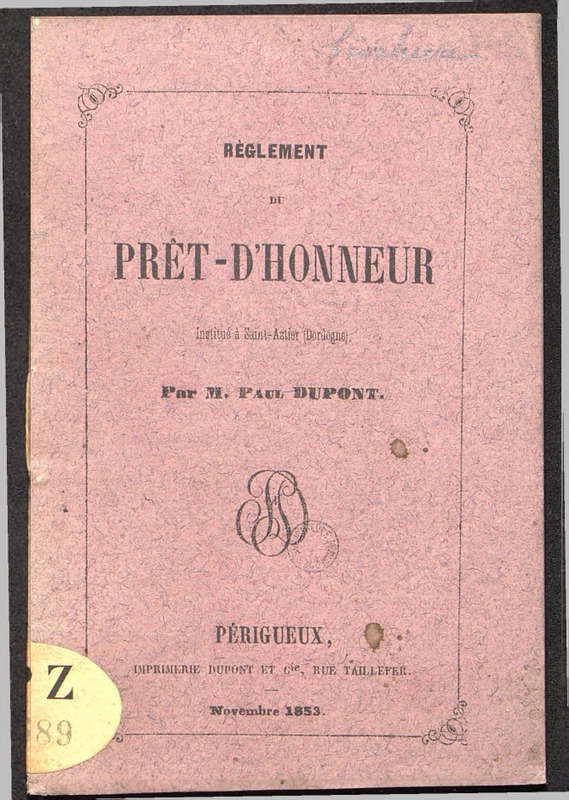 RÈGLEMENT
DU
PRÊT-D'HONNEUR
Institué à Saint-Astier (Dordogne),
Par M. PAUL DUPONT.
PÉRIGUEUX,
IMPRIMERIE DUPONT ET Cie, RUE TAILLEFER.
Novembre 1853.
Z
89